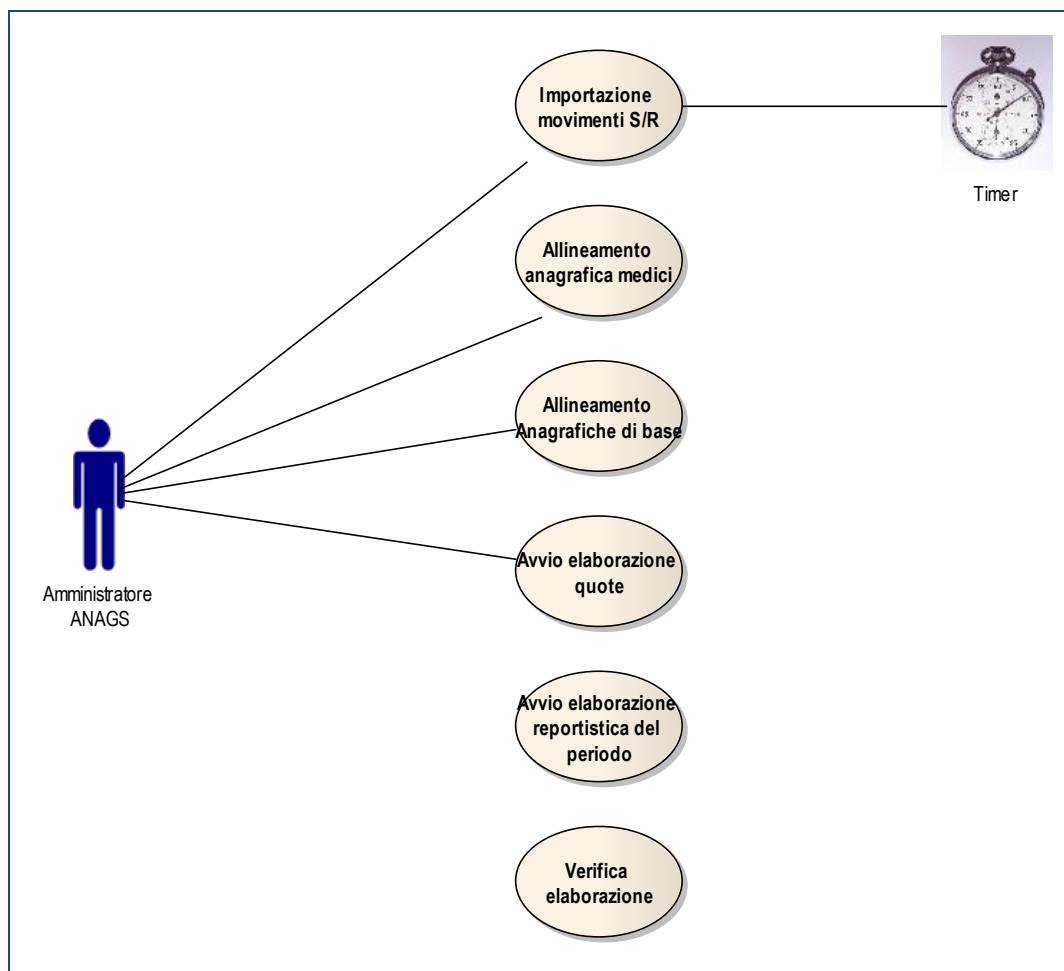 Importazione
movimenti S/R
Timer
Allineamento
anagrafica medici
Allineamento
Anagrafiche di base
Amministratore
ANAGS
Avvio elaborazione
quote
Avvio elaborazione
reportistica del
periodo
Verifica
elaborazione